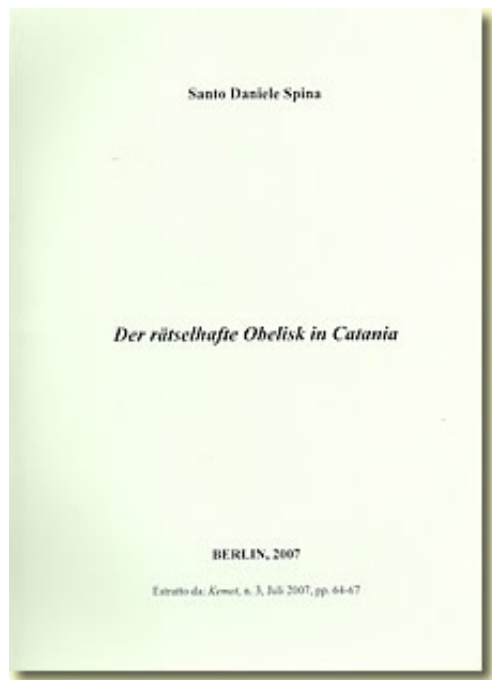 Santo Daniele Spina
Der rätselhafte Obelisk in Catania
BERLIN, 2007
Estratto da: Kemet, n. 3, Juli 2007, pp. 64-67